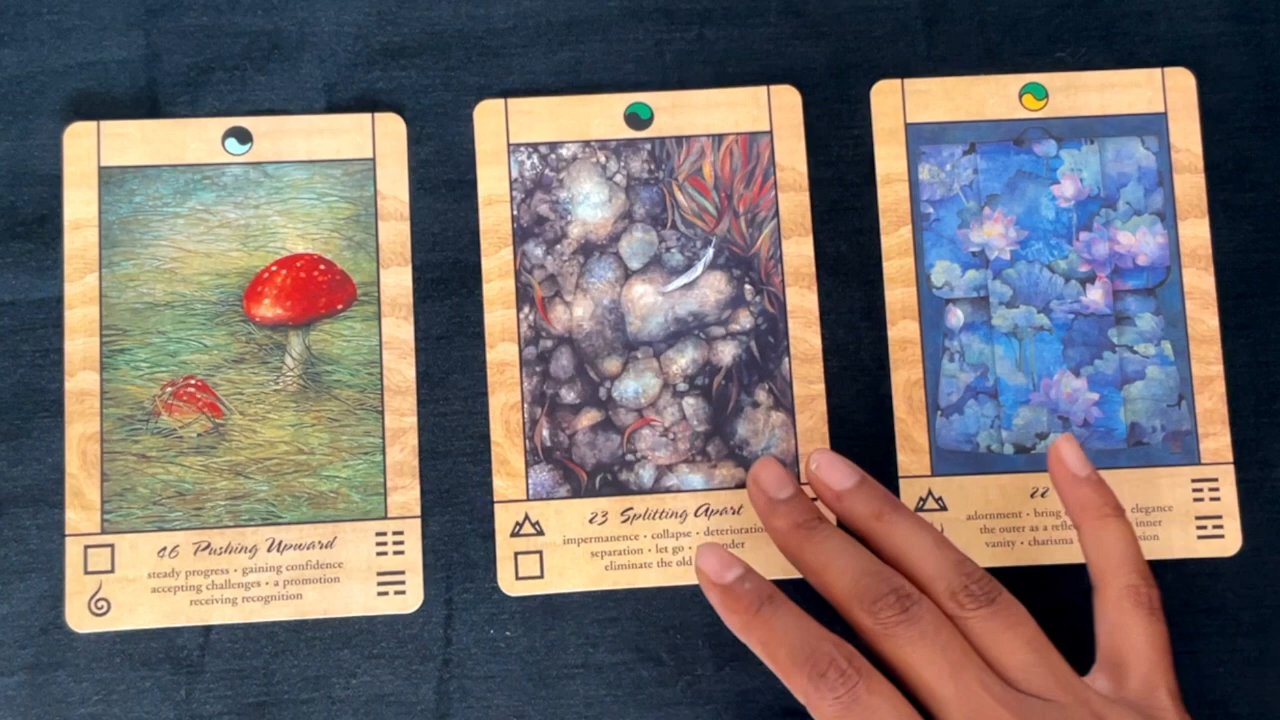 46 Pushing Upward
steady progress • gaining confidence
accepting challenges • a promotion
receiving recognition
23 Splitting Apart
impermanence • collapse • deterioration
separation • let go •
eliminate the old
22
adornment • bring elegance
the outer as a inner
vanity • charisma